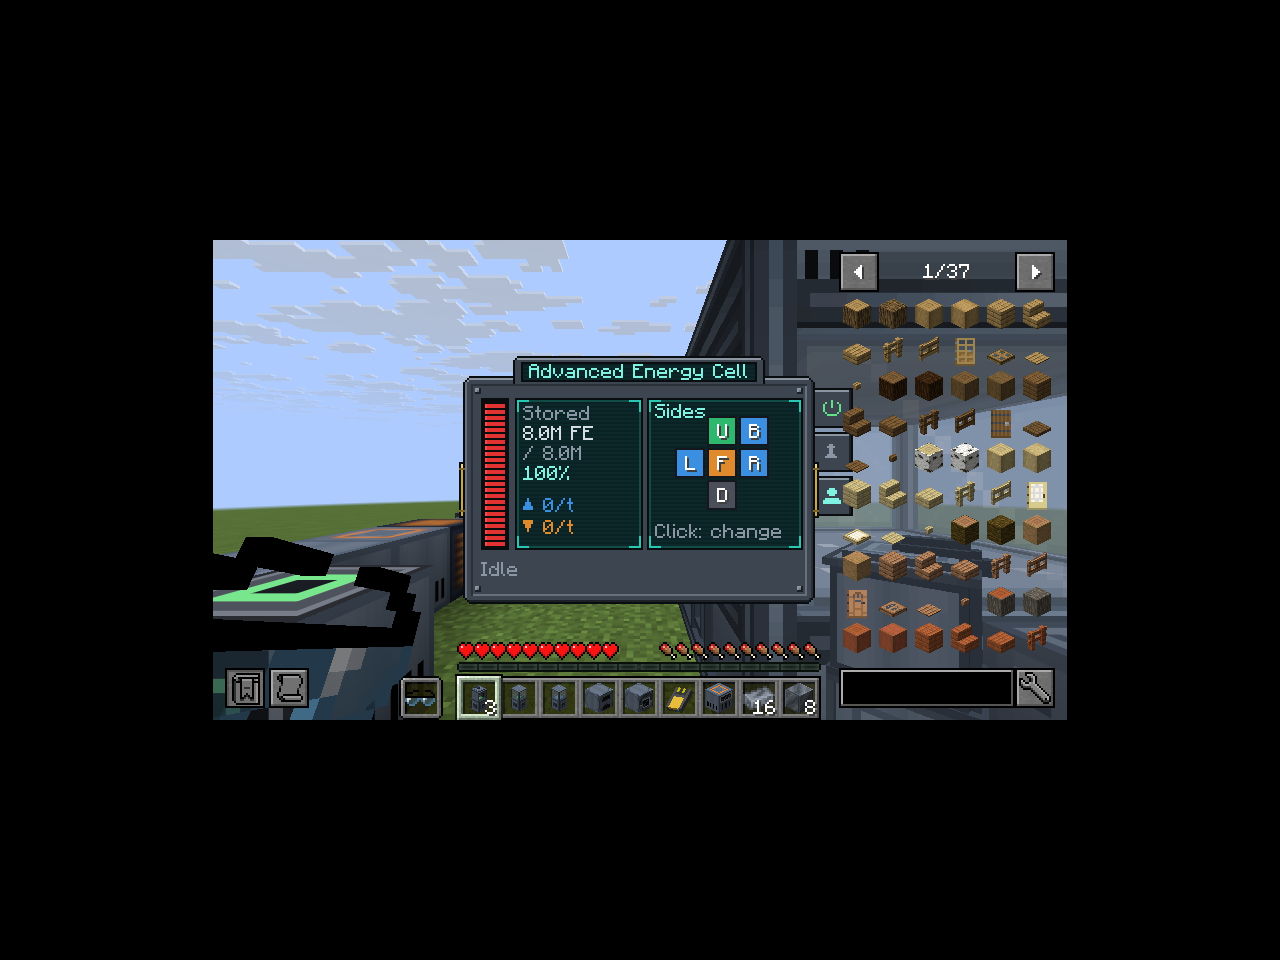 1/37
Advanced Energy Cell
Stored
8.0M FE
/ 8.0M
100%
0/t
0/t
Sides
U B
L F R
D
Click: change
Idle
3
16
8